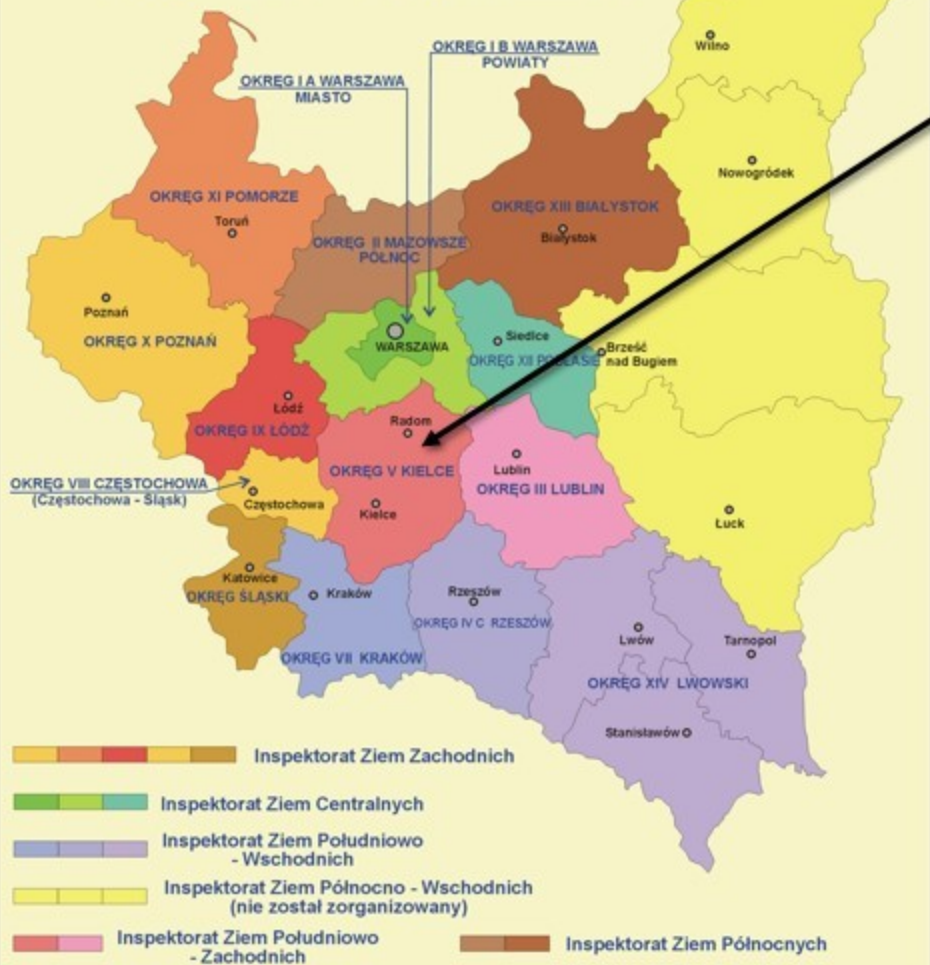 Wilno
OKRĘG I B WARSZAWA
POWIATY
OKRĘG I A WARSZAWA
MIASTO
Nowogródek
OKRĘG XI POMORZE
Toruń
OKRĘG XIII BIALYSTOK
Białystok
OKRĘG II MAZOWSZE
PÓŁNOC
Poznań
OKRĘG X POZNAŃ
WARSZAWA
Siedlce
OKRĘG XII PODLASIE
Brześć
nad Bugiem
Łódź
OKRĘG IX ŁÓDŹ
Radom
OKRĘG V KIELCE
Kielce
Lublin
OKRĘG III LUBLIN
OKRĘG VIII CZĘSTOCHOWA
(Częstochowa - Śląsk)
Częstochowa
Łuck
Katowice
OKRĘG ŚLĄSKI
Kraków
OKRĘG VII KRAKÓW
Rzeszów
OKRĘG IV C RZESZÓW
Lwów
Tarnopol
OKRĘG XIV LWOWSKI
Stanisławów
Inspektorat Ziem Zachodnich
Inspektorat Ziem Centralnych
Inspektorat Ziem Południowo
- Wschodnich
Inspektorat Ziem Północno - Wschodnich
(nie został zorganizowany)
Inspektorat Ziem Południowo
- Zachodnich
Inspektorat Ziem Północnych